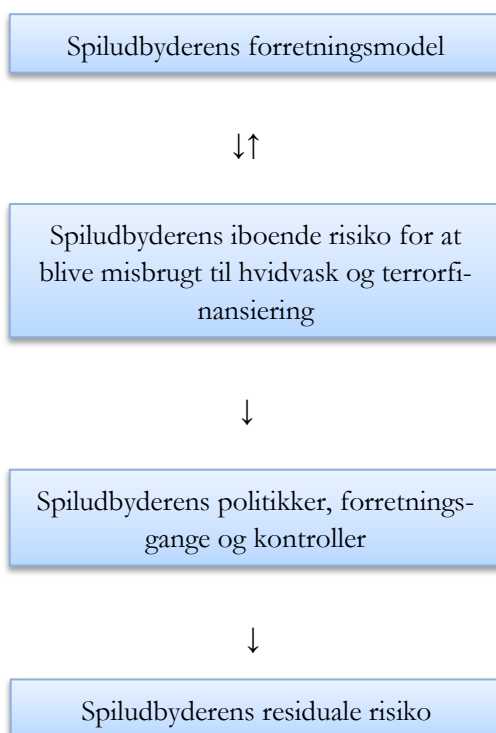 Spiludbyderens forretningsmodel
↓↑
Spiludbyderens iboende risiko for at
blive misbrugt til hvidvask og terrorfi-
nansiering
↓
Spiludbyderens politikker, forretnings-
gange og kontroller
↓
Spiludbyderens residuale risiko